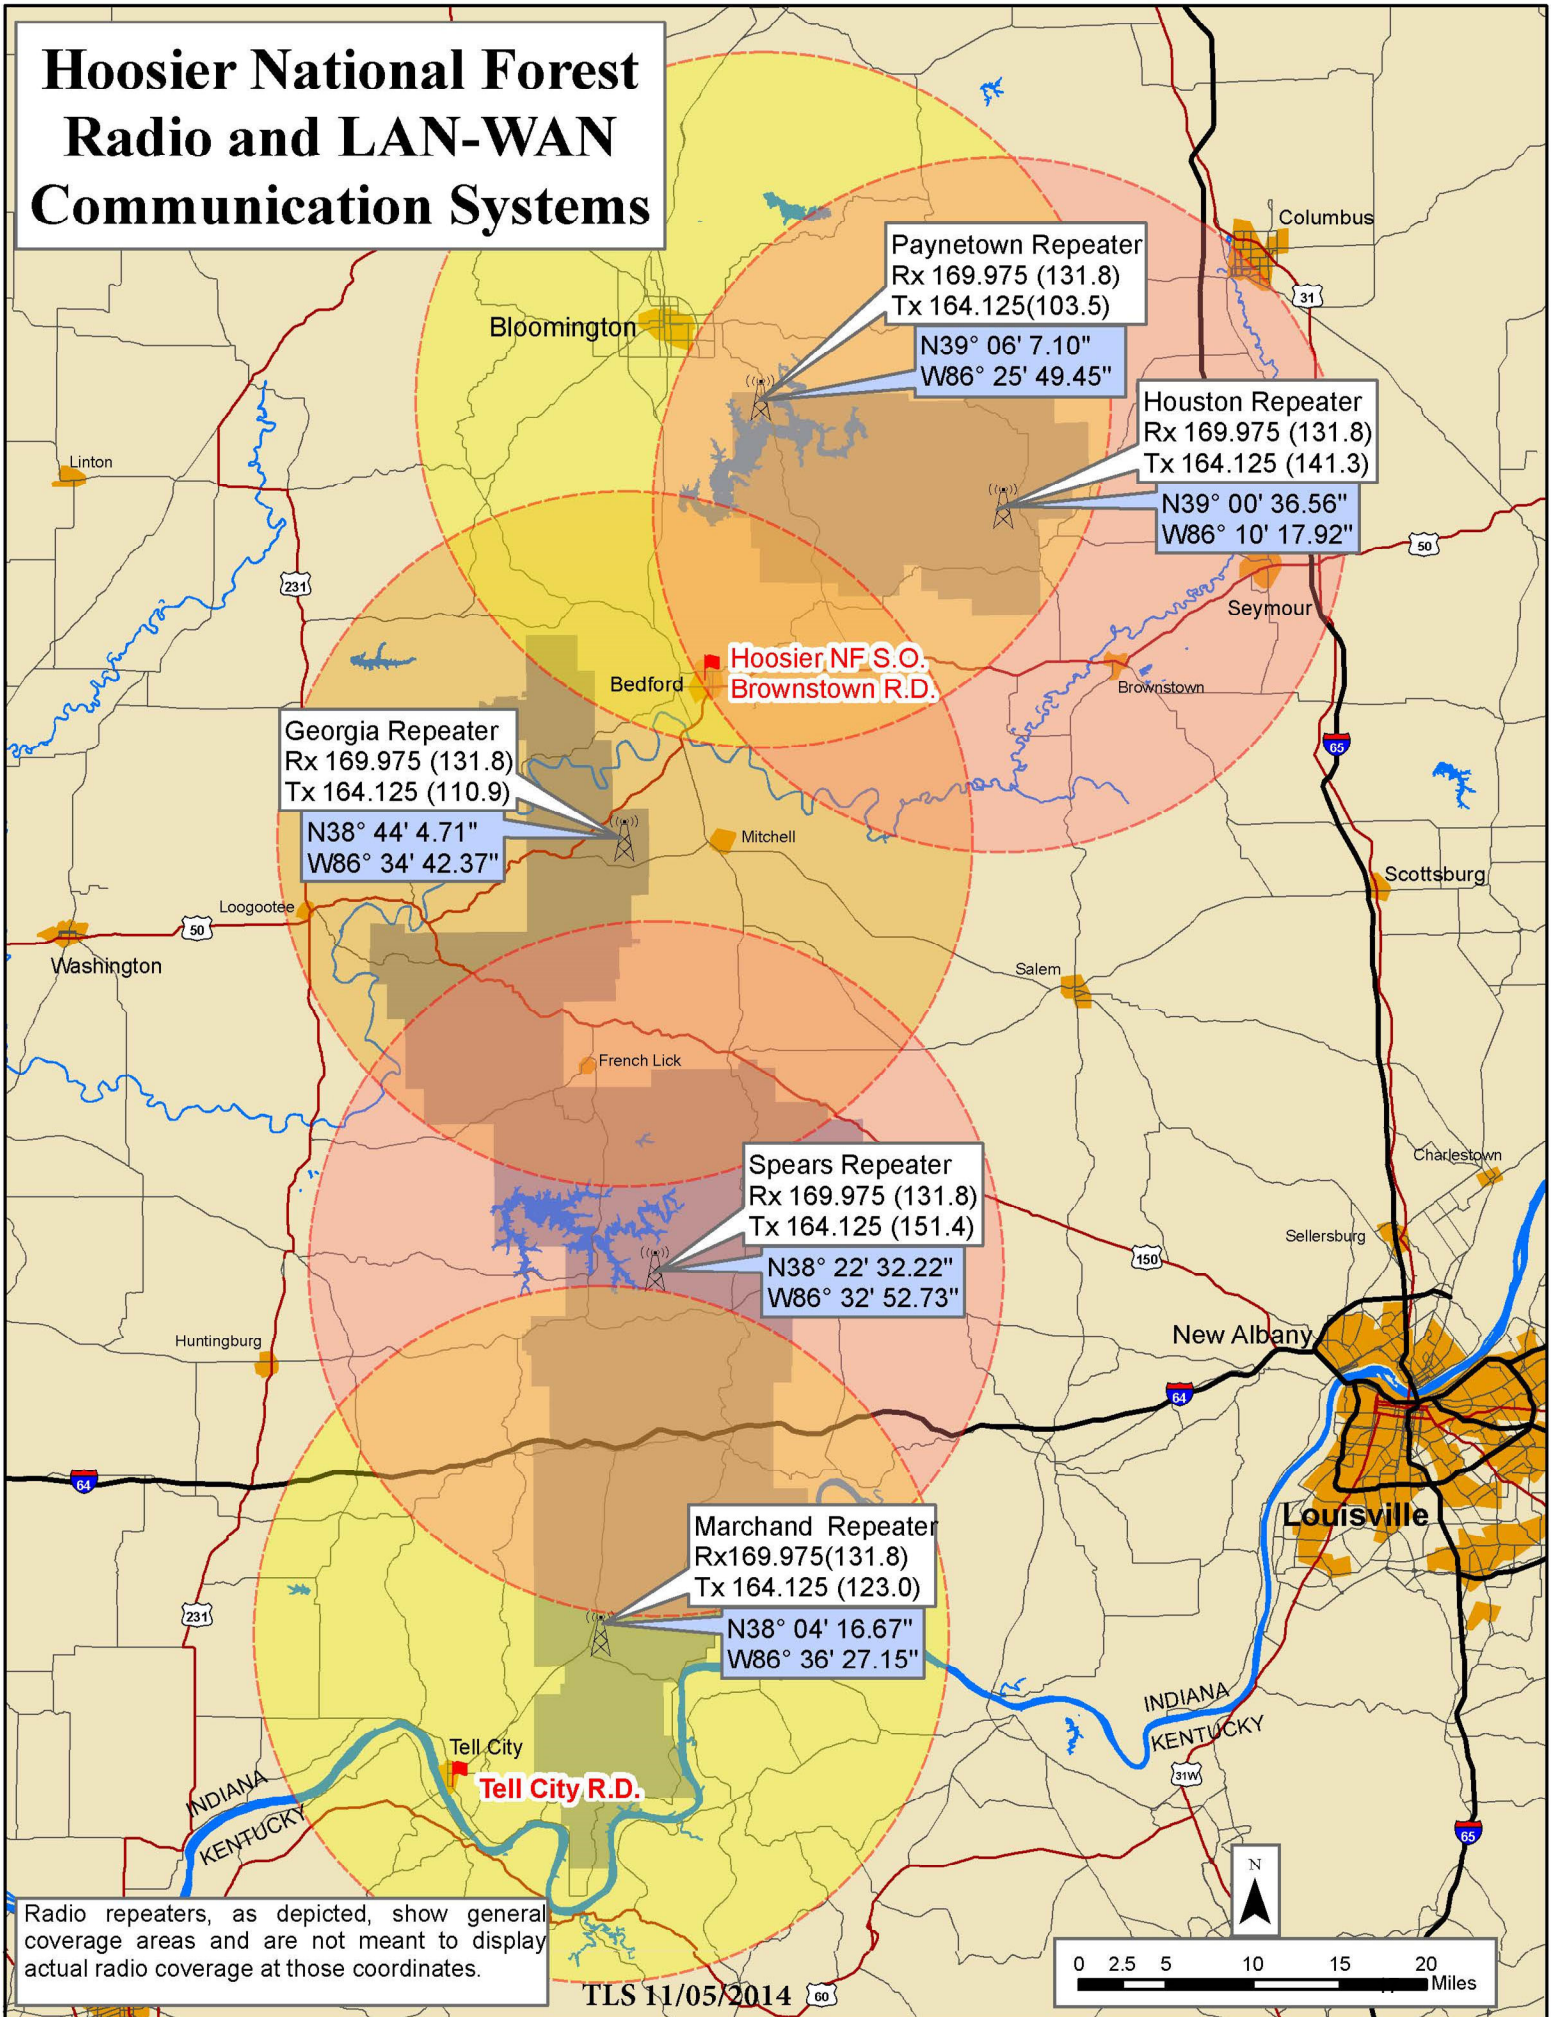 Hoosier National Forest
Radio and LAN-WAN
Communication Systems
Columbus
31
Paynetown Repeater
Rx 169.975 (131.8)
Tx 164.125(103.5)
N39° 06' 7.10"
W86° 25' 49.45"
Bloomington
Houston Repeater
Rx 169.975 (131.8)
Tx 164.125 (141.3)
N39° 00' 36.56"
W86° 10' 17.92"
Linton
50
231
Seymour
Hoosier NF S.O.
Brownstown R.D.
Bedford
Brownstown
Georgia Repeater
Rx 169.975 (131.8)
Tx 164.125 (110.9)
N38° 44' 4.71"
W86° 34' 42.37"
65
Mitchell
Scottsburg
Loogootee
50
Washington
Salem
French Lick
Charlestown
Spears Repeater
Rx 169.975 (131.8)
Tx 164.125 (151.4)
N38° 22' 32.22"
W86° 32' 52.73"
Sellersburg
150
Huntingburg
New Albany
64
64
Louisville
Marchand Repeater
Rx169.975(131.8)
Tx 164.125 (123.0)
N38° 04' 16.67"
W86° 36' 27.15"
231
INDIANA
KENTUCKY
Tell City
Tell City R.D.
31W
INDIANA
KENTUCKY
65
N
Radio repeaters, as depicted, show general
coverage areas and are not meant to display
actual radio coverage at those coordinates.
TLS 11/05/2014
60
0 2.5 5 10 15 20
Miles